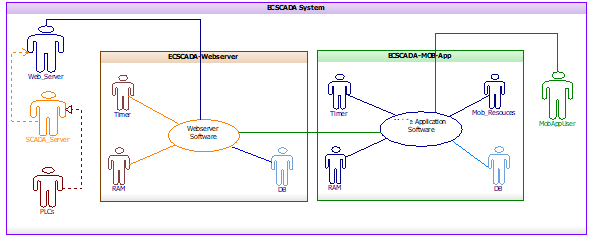 ECSCADA System
ECSCADA-Webserver
ECSCADA-MOB-App
Web_Server
Timer
Timer
Mob_Resouces
MobAppUser
SCADA_Server
Webserver
Software
Application
Software
RAM
DB
RAM
DB
PLCs